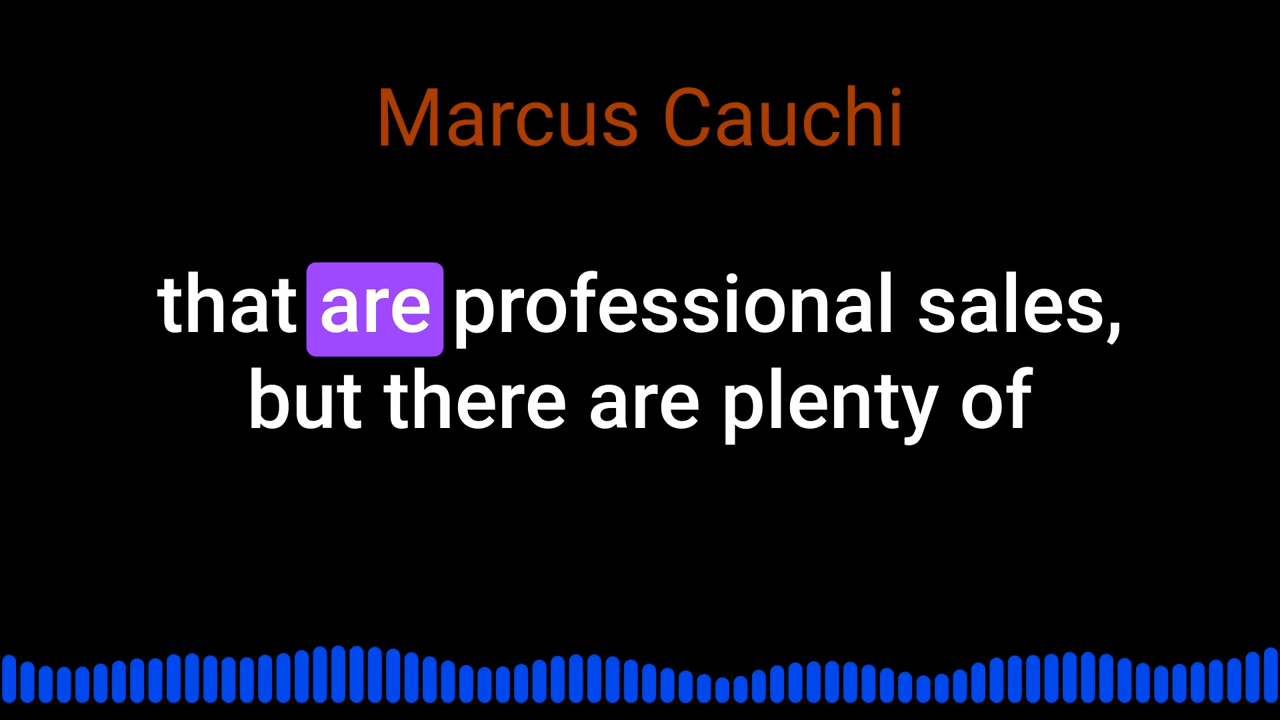 Marcus Cauchi
that are professional sales,
but there are plenty of